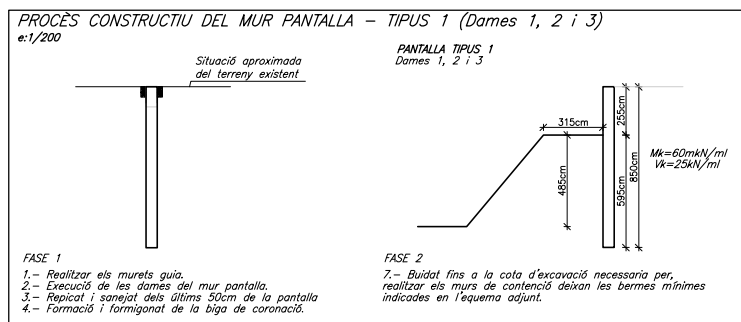 PROCÈS CONSTRUCTIU DEL MUR PANTALLA – TIPUS 1 (Dames 1, 2 i 3)
e:1/200
Situació aproximada
del terreny existent
FASE 1
1.- Realitzar els murets guia.
2.- Execució de les dames del mur pantalla.
3.- Repicat i sanejat dels últims 50cm de la pantalla
4.- Formació i formigonat de la biga de coronació.
PANTALLA TIPUS 1
Dames 1, 2 i 3
315cm
255cm
485cm
595cm
850cm
Mk=60mkN/ml
Vk=25kN/ml
FASE 2
7.- Buidat fins a la cota d'excavació necessaria per,
realitzar els murs de contenció deixan les bermes mínimes
indicades en l'equema adjunt.